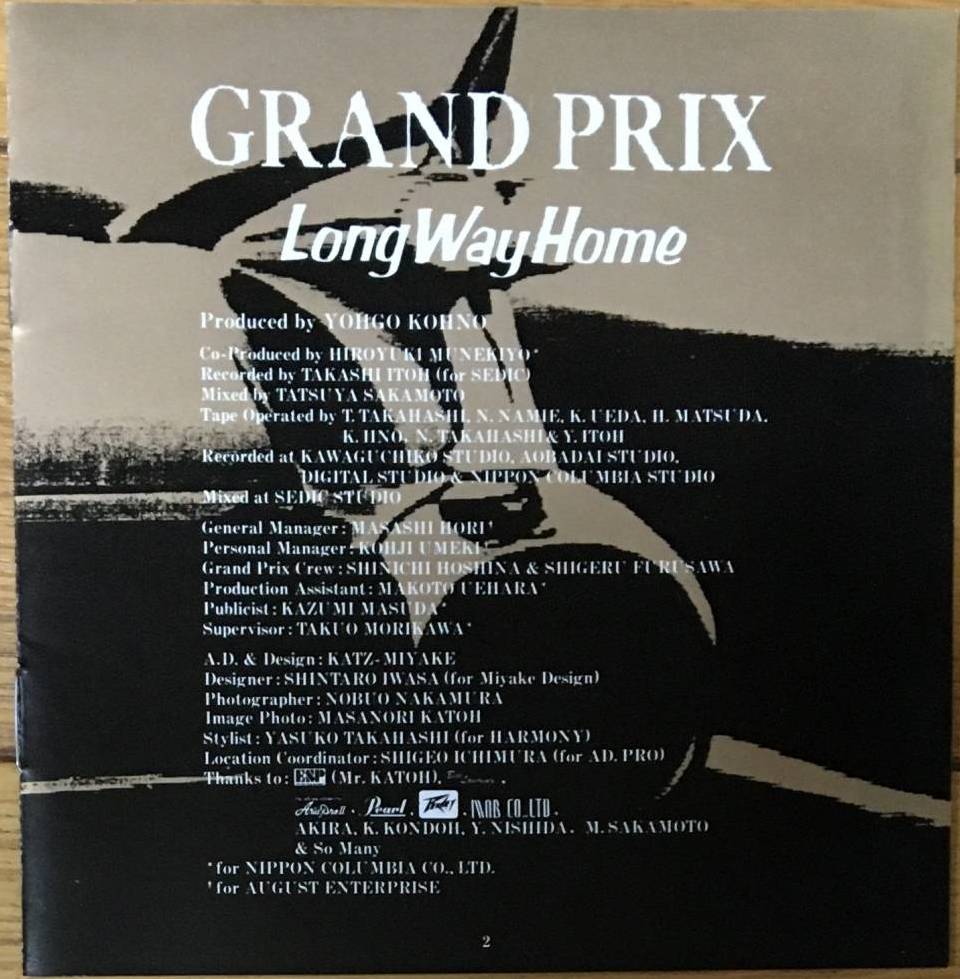 GRAND PRIX
Long Way Home
Produced by YOHGO KOHNO
Co-Produced by HIROYUKI MUNEKIYO*
Recorded by TAKASHI ITOH (for SEDIC)
Mixed by TATSUYA SAKAMOTO
Tape Operated by T. TAKAHASHI, N. NAMIE, K. UEDA, H. MATSUDA,
K. IINO, N. TAKAHASHI & Y. ITOH
Recorded at KAWAGUCHIKO STUDIO, AOBADAI STUDIO,
DIGITAL STUDIO & NIPPON COLUMBIA STUDIO
Mixed at SEDIC STUDIO
General Manager: MASASHI HORI†
Personal Manager: KOHJI UMEKI
Grand Prix Crew: SHINICHI HOSHINA & SHIGERU FURUSAWA
Production Assistant: MAKOTO UEHARA*
Publicist: KAZUMI MASUDA*
Supervisor: TAKUO MORIKAWA*
A.D. & Design: KATZ-MIYAKE
Designer: SHINTARO IWASA (for Miyake Design)
Photographer: NOBUO NAKAMURA
Image Photo: MASANORI KATOH
Stylist: YASUKO TAKAHASHI (for HARMONY)
Location Coordinator: SHIGEO ICHIMURA (for AD. PRO)
Thanks to: ESP (Mr. KATOH),
Aria Pro II, Pearl, Peavey, CO., LTD.,
AKIRA, K. KONDOH, Y. NISHIDA, M. SAKAMOTO
& So Many
*for NIPPON COLUMBIA CO., LTD.
†for AUGUST ENTERPRISE
2